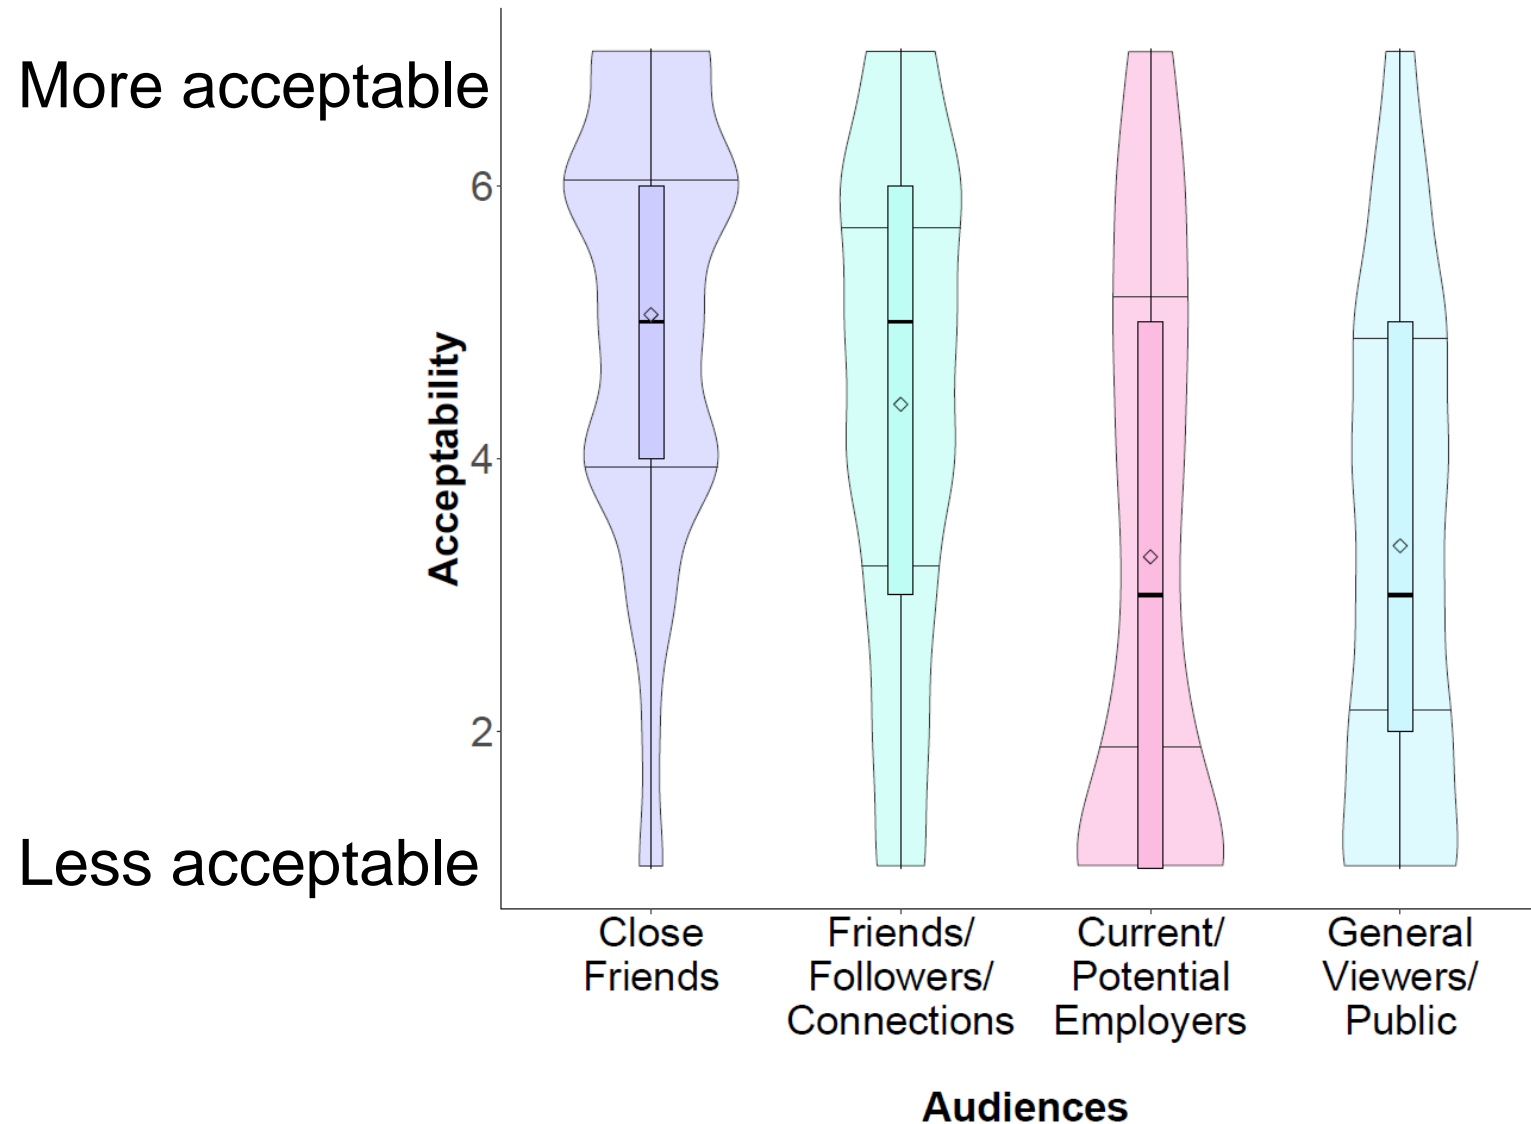 More acceptable
6
Acceptability
4
2
Less acceptable
Close
Friends
Friends/
Followers/
Connections
Current/
Potential
Employers
General
Viewers/
Public
Audiences